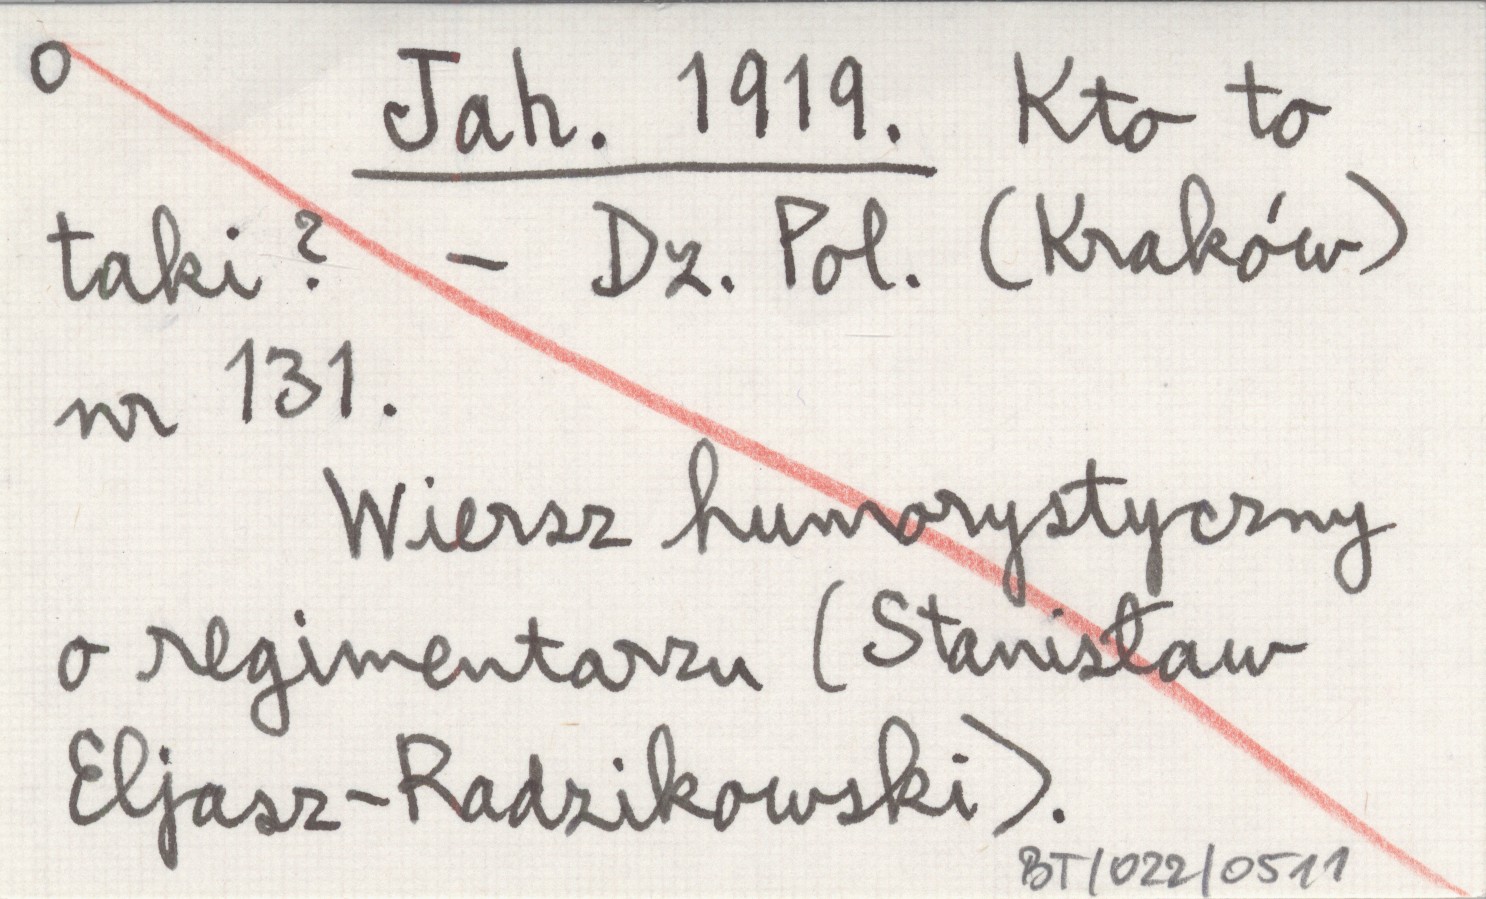 O Jah. 1919. Kto to
taki? – Dz. Pol. (Kraków)
nr 131.
Wiersz humorystyczny
o regimentarzu (Stanisław
Eljasz-Radzikowski).
BT/022/0511